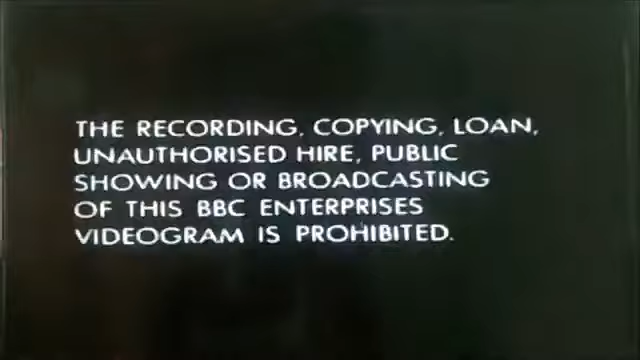 THE RECORDING, COPYING, LOAN,
UNAUTHORISED HIRE, PUBLIC
SHOWING OR BROADCASTING
OF THIS BBC ENTERPRISES
VIDEOGRAM IS PROHIBITED.